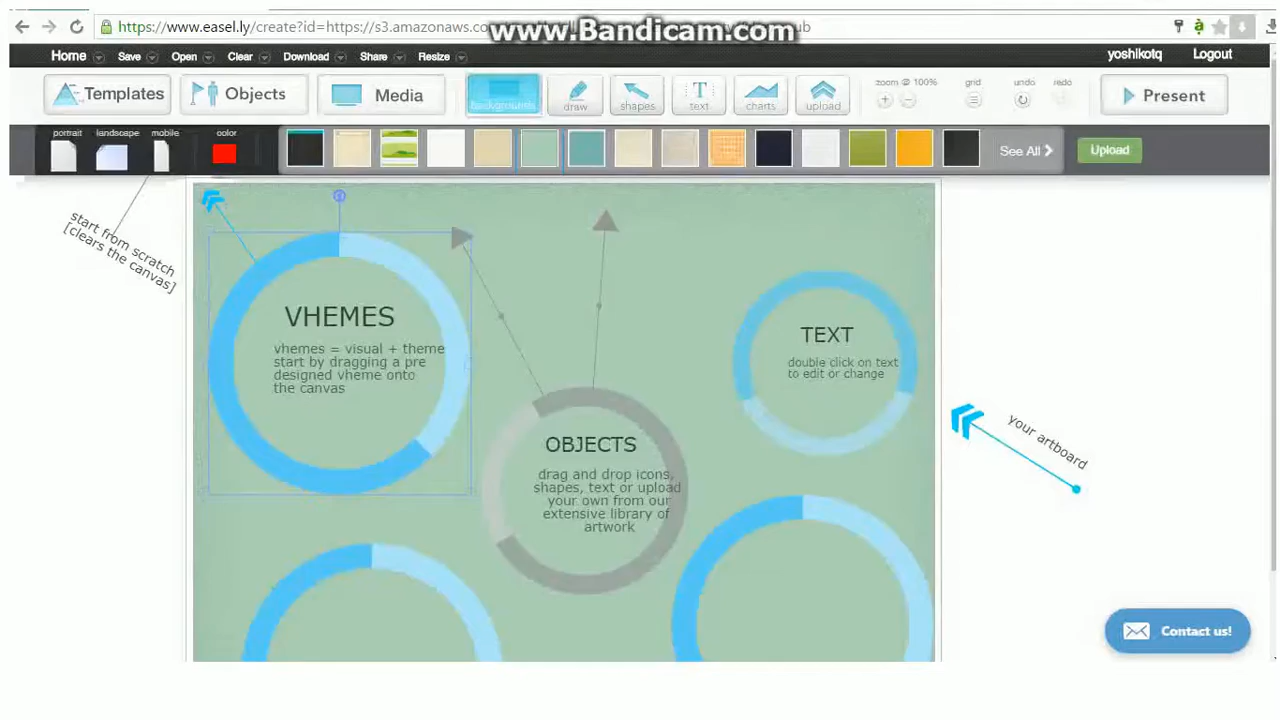 https://www.easel.ly/create?id=https://s3.amazonaws.co
www.Bandicam.com
ub
Home Save Open Clear Download Share Resize yoshikotq Logout
Templates Objects Media background draw shapes text charts upload zoom @ 100% grid undo redo Present
T
portrait landscape mobile color See All Upload
start from scratch
[clears the canvas]
VHEMES
vhemes = visual + theme
start by dragging a pre
designed vheme onto
the canvas
TEXT
double click on text
to edit or change
OBJECTS
drag and drop icons,
shapes, text or upload
your own from our
extensive library of
artwork
your artboard
Contact us!